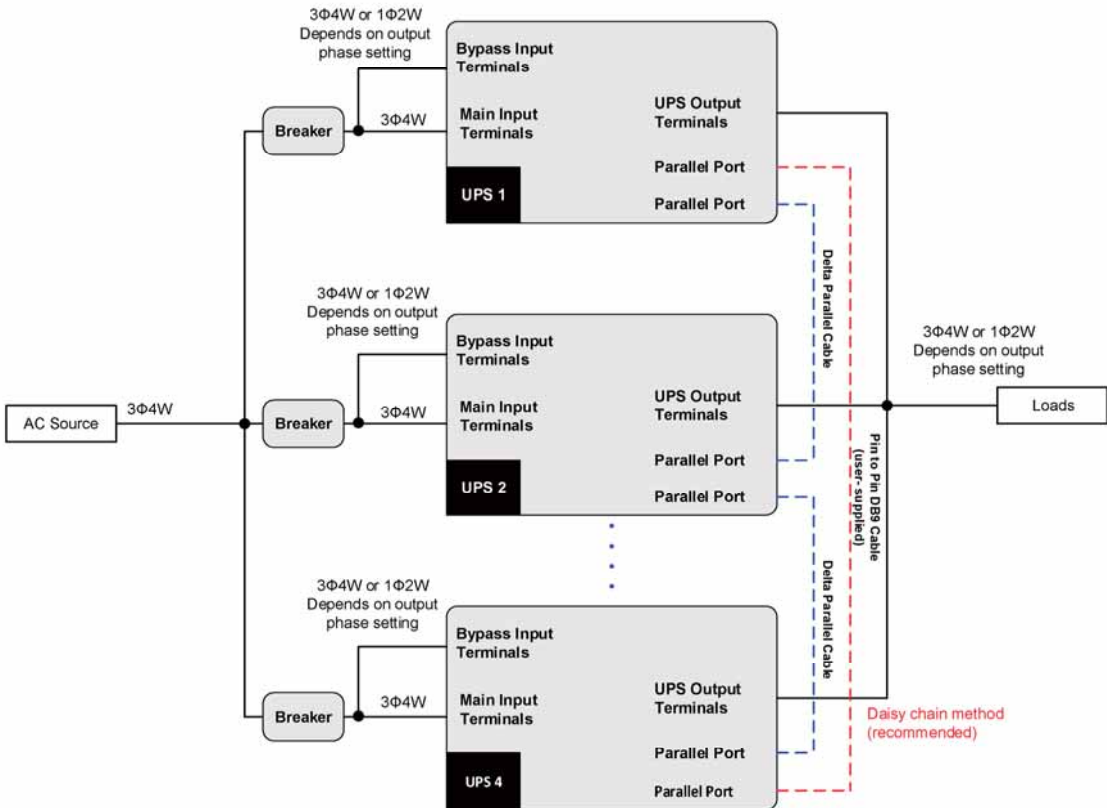 3Φ4W or 1Φ2W
Depends on output
phase setting
Bypass Input
Terminals
Breaker
3Φ4W
Main Input
Terminals
UPS Output
Terminals
Parallel Port
Parallel Port
UPS 1
Delta Parallel Cable
3Φ4W or 1Φ2W
Depends on output
phase setting
Bypass Input
Terminals
AC Source
3Φ4W
Breaker
3Φ4W
Main Input
Terminals
UPS Output
Terminals
Parallel Port
Parallel Port
UPS 2
3Φ4W or 1Φ2W
Depends on output
phase setting
Loads
Pin to Pin DB9 Cable
(user- supplied)
Delta Parallel Cable
3Φ4W or 1Φ2W
Depends on output
phase setting
Bypass Input
Terminals
Breaker
3Φ4W
Main Input
Terminals
UPS Output
Terminals
Parallel Port
Parallel Port
UPS 4
Daisy chain method
(recommended)